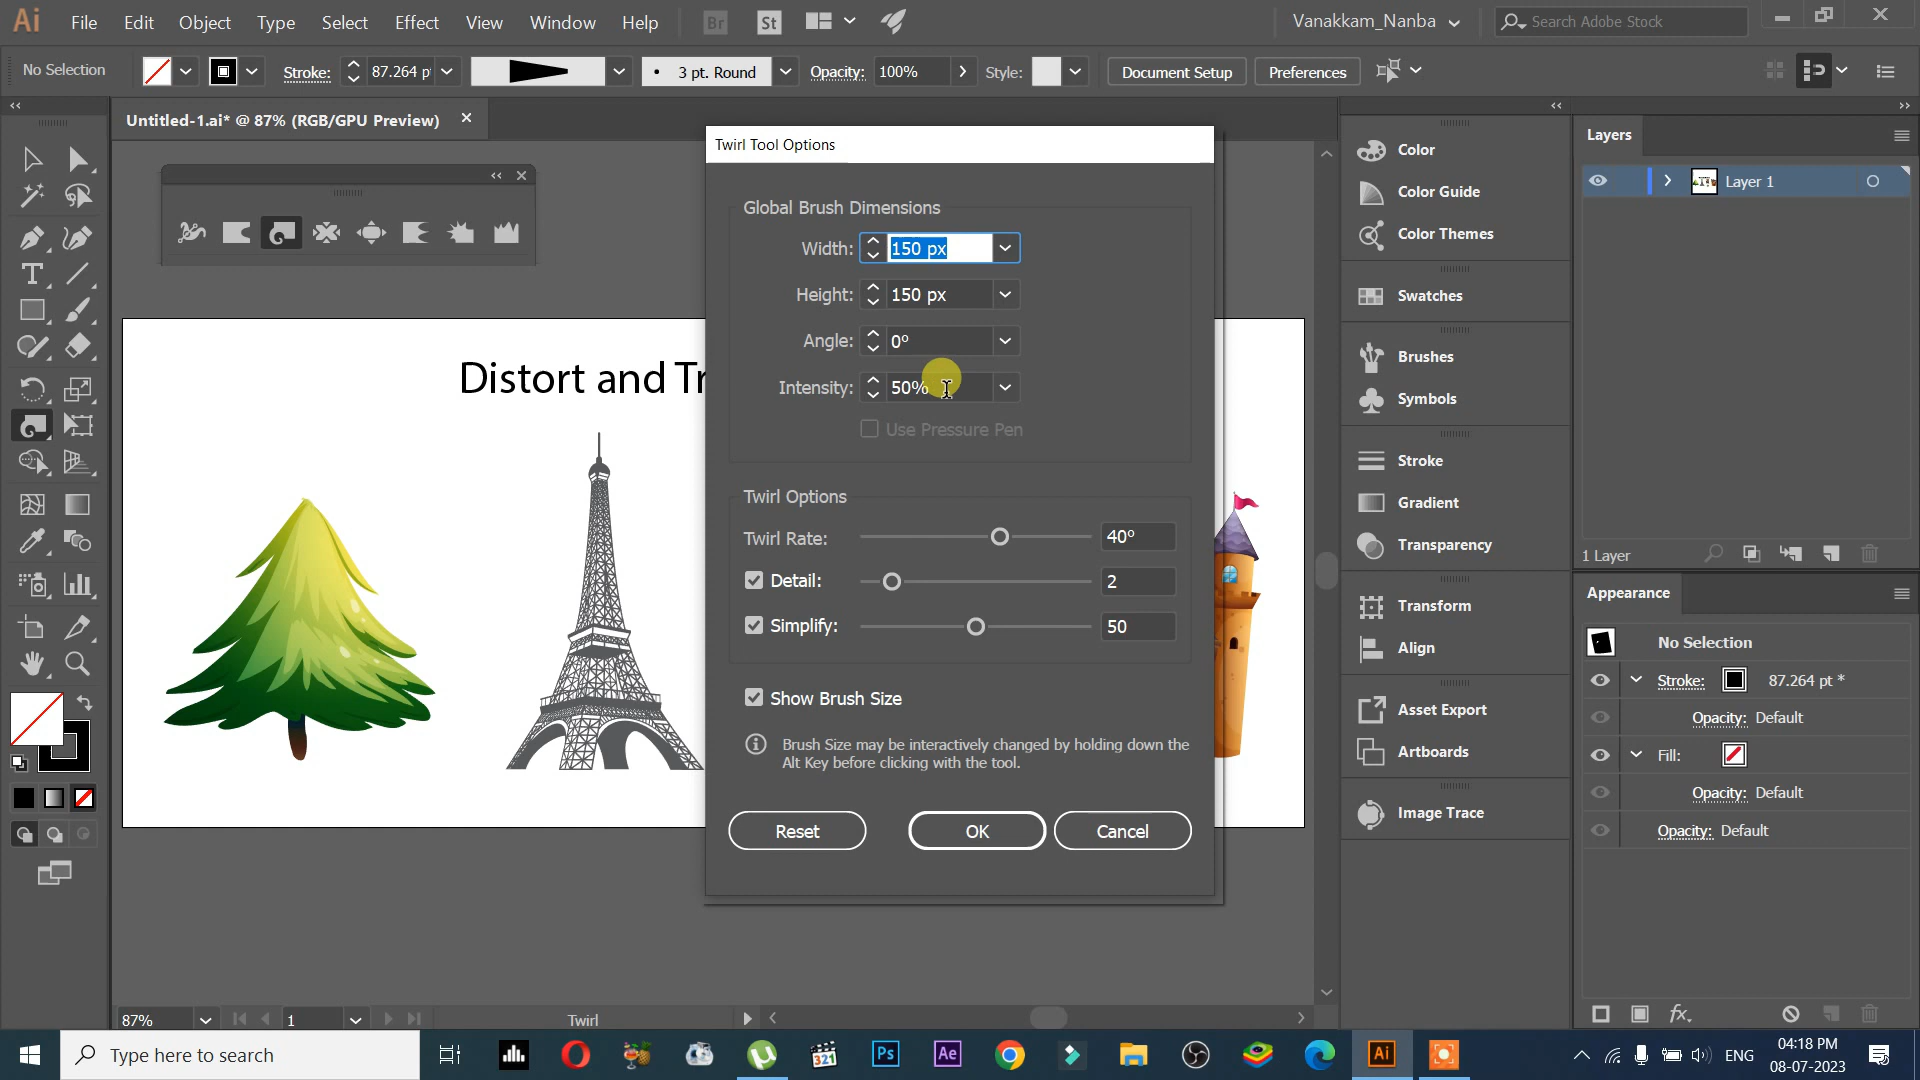 Ai File Edit Object Type Select Effect View Window Help Br St Vanakkam_Nanba Search Adobe Stock
No Selection Stroke: 87.264 p 3 pt. Round Opacity: 100% Style: Document Setup Preferences
Untitled-1.ai* @ 87% (RGB/GPU Preview)
Twirl Tool Options
Global Brush Dimensions
Width: 150 px
Height: 150 px
Angle: 0º
Intensity: 50%
Use Pressure Pen
Twirl Options
Twirl Rate: 40º
Detail: 2
Simplify: 50
Show Brush Size
Brush Size may be interactively changed by holding down the
Alt Key before clicking with the tool.
Reset OK Cancel
Distort and Tr
Color
Color Guide
Color Themes
Swatches
Brushes
Symbols
Stroke
Gradient
Transparency
Transform
Align
Asset Export
Artboards
Image Trace
Layers
Layer 1
1 Layer
Appearance
No Selection
Stroke: 87.264 pt *
Opacity: Default
Fill:
Opacity: Default
Opacity: Default
fx
87% 1 Twirl
Type here to search 321 Ps Ae Ai ENG
04:18 PM
08-07-2023